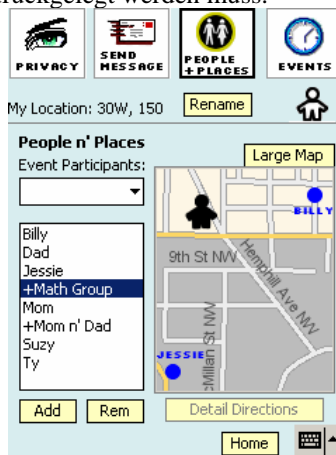 rückgelegt werden muss.
PRIVACY
SEND
MESSAGE
PEOPLE
+PLACES
EVENTS
My Location: 30W, 150
Rename
People n' Places
Event Participants:
Large Map
Billy
Dad
Jessie
+Math Group
Mom
+Mom n' Dad
Suzy
Ty
BILLY
9th St NW
Hemphill Ave NW
McMillan St NW
JESSIE
Add
Rem
Detail Directions
Home